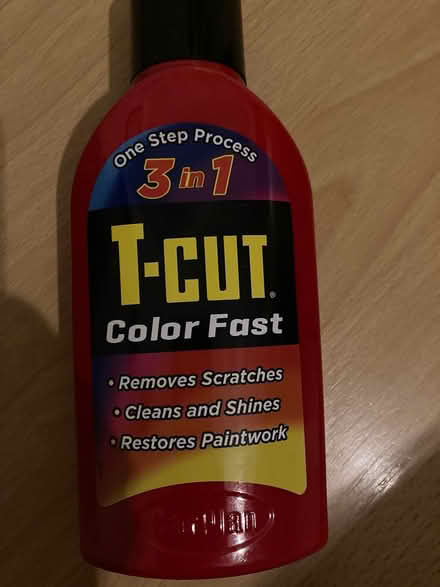 One Step Process
3 in 1
T-CUT®
Color Fast
• Removes Scratches
• Cleans and Shines
• Restores Paintwork